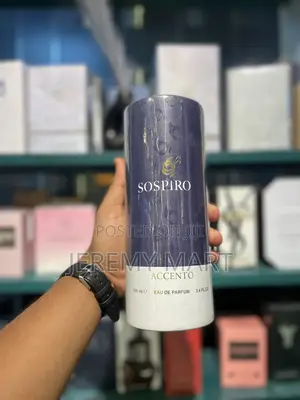 SOSPIRO
JEREMY MART
ACCENTO
EAU DE PARFUM